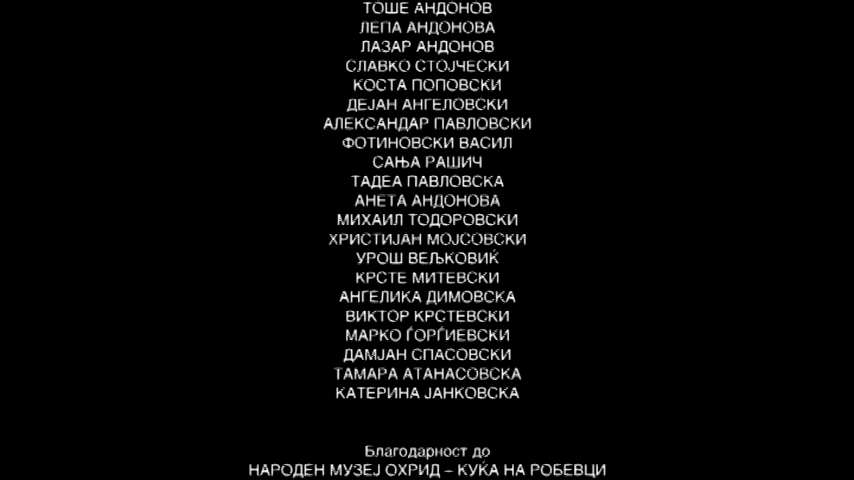 ТОШЕ АНДОНОВ
ЛЕПА АНДОНОВА
ЛАЗАР АНДОНОВ
СЛАВКО СТОЈЧЕСКИ
КОСТА ПОПОВСКИ
ДЕЈАН АНГЕЛОВСКИ
АЛЕКСАНДАР ПАВЛОВСКИ
ФОТИНОВСКИ ВАСИЛ
САЊА РАШИЧ
ТАДЕА ПАВЛОВСКА
АНЕТА АНДОНОВА
МИХАИЛ ТОДОРОВСКИ
ХРИСТИЈАН МОЈСОВСКИ
УРОШ ВЕЉКОВИЌ
КРСТЕ МИТЕВСКИ
АНГЕЛИКА ДИМОВСКА
ВИКТОР КРСТЕВСКИ
МАРКО ЃОРЃИЕВСКИ
ДАМЈАН СПАСОВСКИ
ТАМАРА АТАНАСОВСКА
КАТЕРИНА ЈАНКОВСКА
Благодарност до
НАРОДЕН МУЗЕЈ ОХРИД – КУЌА НА РОБЕВЦИ